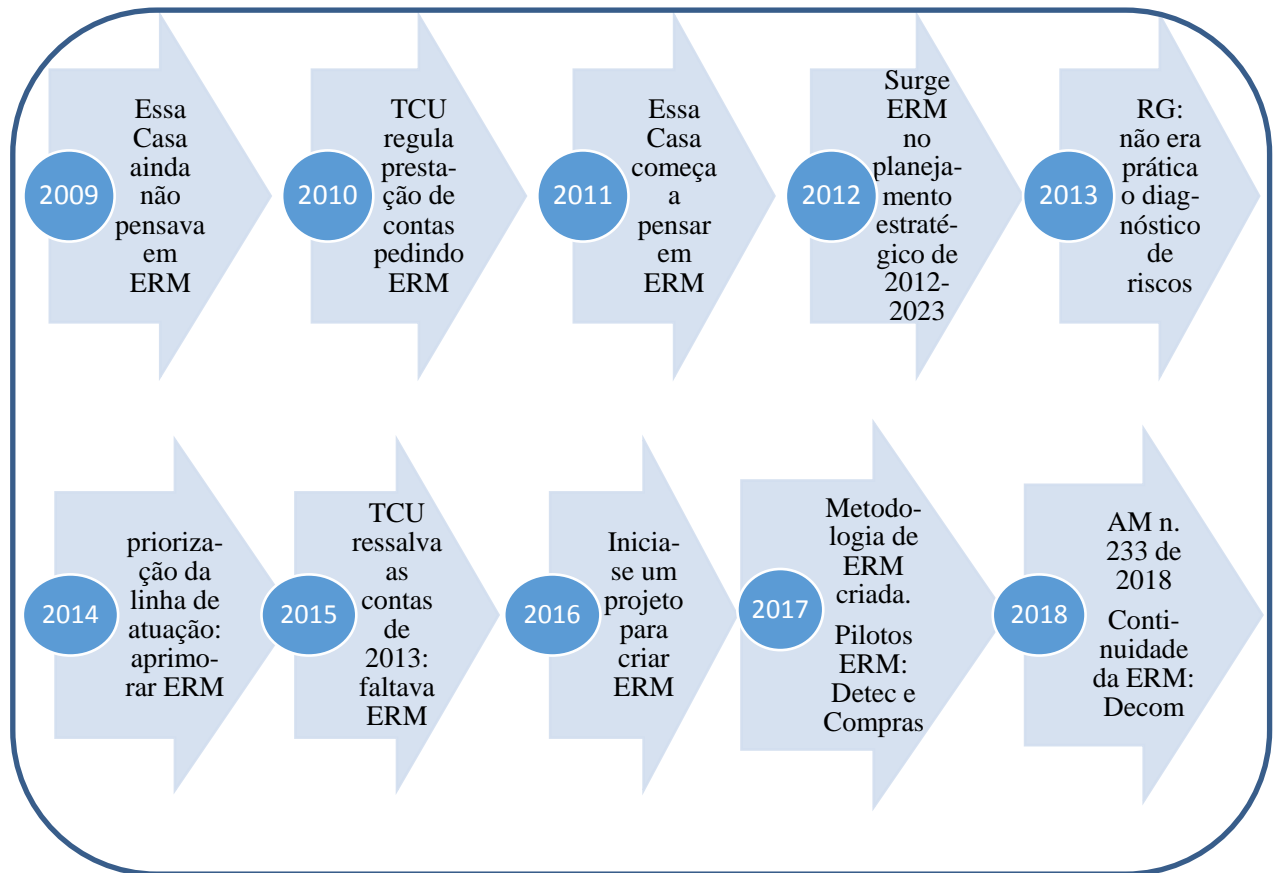 2009
Essa
Casa
ainda
não
pensava
em
ERM
2010
TCU
regula
presta-
ção de
contas
pedindo
ERM
2011
Essa
Casa
começa
a
pensar
em
ERM
2012
Surge
ERM
no
planeja-
mento
estraté-
gico de
2012-
2023
2013
RG:
não era
prática
o diag-
nóstico
de
riscos
2014
prioriza-
ção da
linha de
atuação:
aprimo-
rar ERM
2015
TCU
ressalva
as
contas
de
2013:
faltava
ERM
2016
Inicia-
se um
projeto
para
criar
ERM
2017
Metodo-
logia de
ERM
criada.
Pilotos
ERM:
Detec e
Compras
2018
AM n.
233 de
2018
Conti-
nuidade
da ERM:
Decom